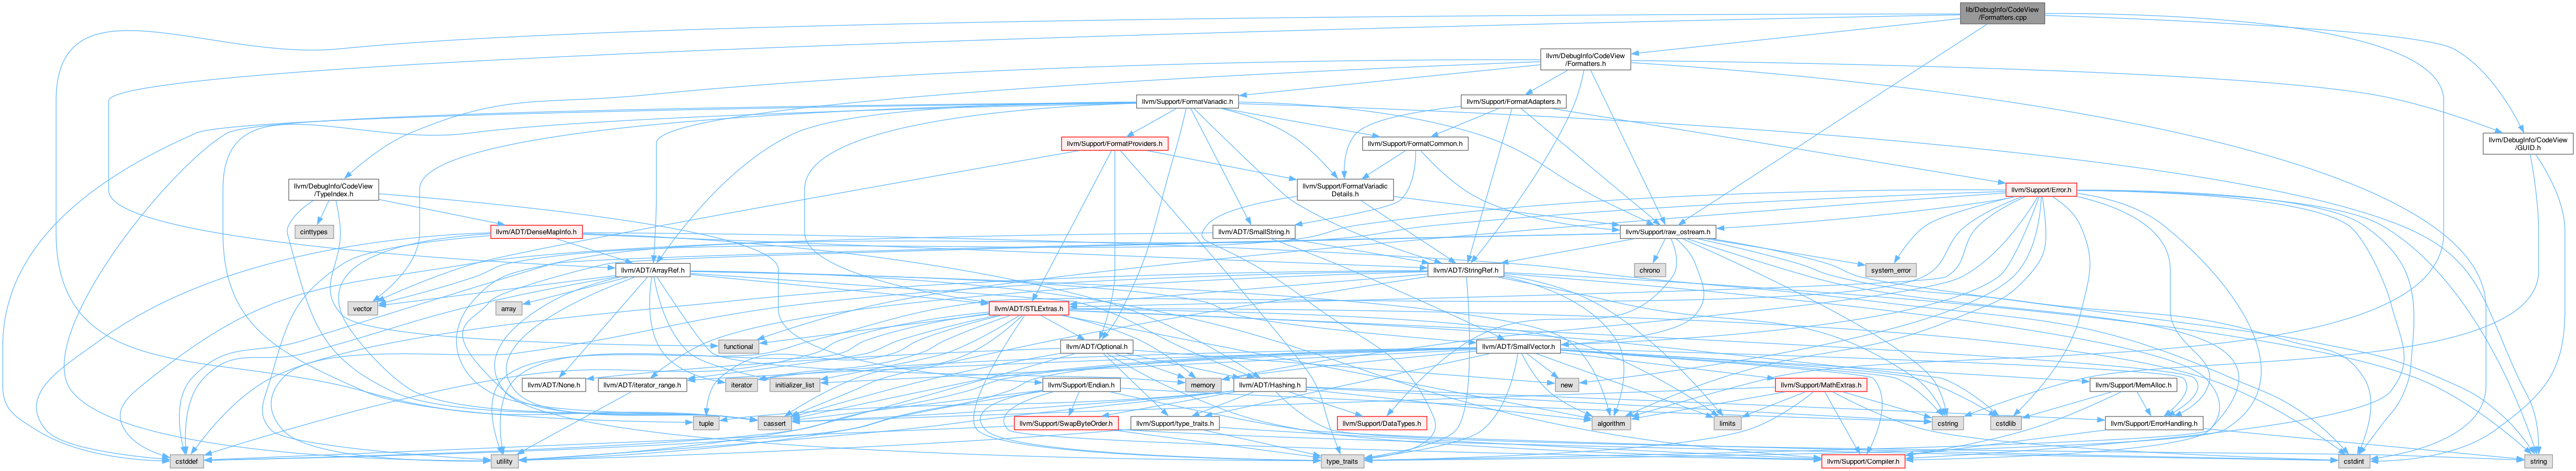 lib/DebugInfo/CodeView
/Formatters.cpp
llvm/DebugInfo/CodeView
/Formatters.h
llvm/Support/FormatVariadic.h
llvm/Support/FormatAdapters.h
llvm/Support/FormatProviders.h
llvm/Support/FormatCommon.h
llvm/DebugInfo/CodeView
/GUID.h
llvm/DebugInfo/CodeView
/TypeIndex.h
llvm/Support/FormatVariadic
Details.h
llvm/Support/Error.h
cinttypes
llvm/ADT/DenseMapInfo.h
llvm/ADT/SmallString.h
llvm/Support/raw_ostream.h
llvm/ADT/ArrayRef.h
chrono
llvm/ADT/StringRef.h
system_error
vector
array
llvm/ADT/STLExtras.h
functional
llvm/ADT/Optional.h
llvm/ADT/SmallVector.h
llvm/ADT/None.h
llvm/ADT/iterator_range.h
iterator
initializer_list
llvm/Support/Endian.h
memory
llvm/ADT/Hashing.h
new
llvm/Support/MathExtras.h
llvm/Support/MemAlloc.h
tuple
cassert
llvm/Support/SwapByteOrder.h
llvm/Support/type_traits.h
llvm/Support/DataTypes.h
algorithm
limits
cstring
cstdlib
llvm/Support/ErrorHandling.h
cstddef
utility
type_traits
llvm/Support/Compiler.h
cstdint
string